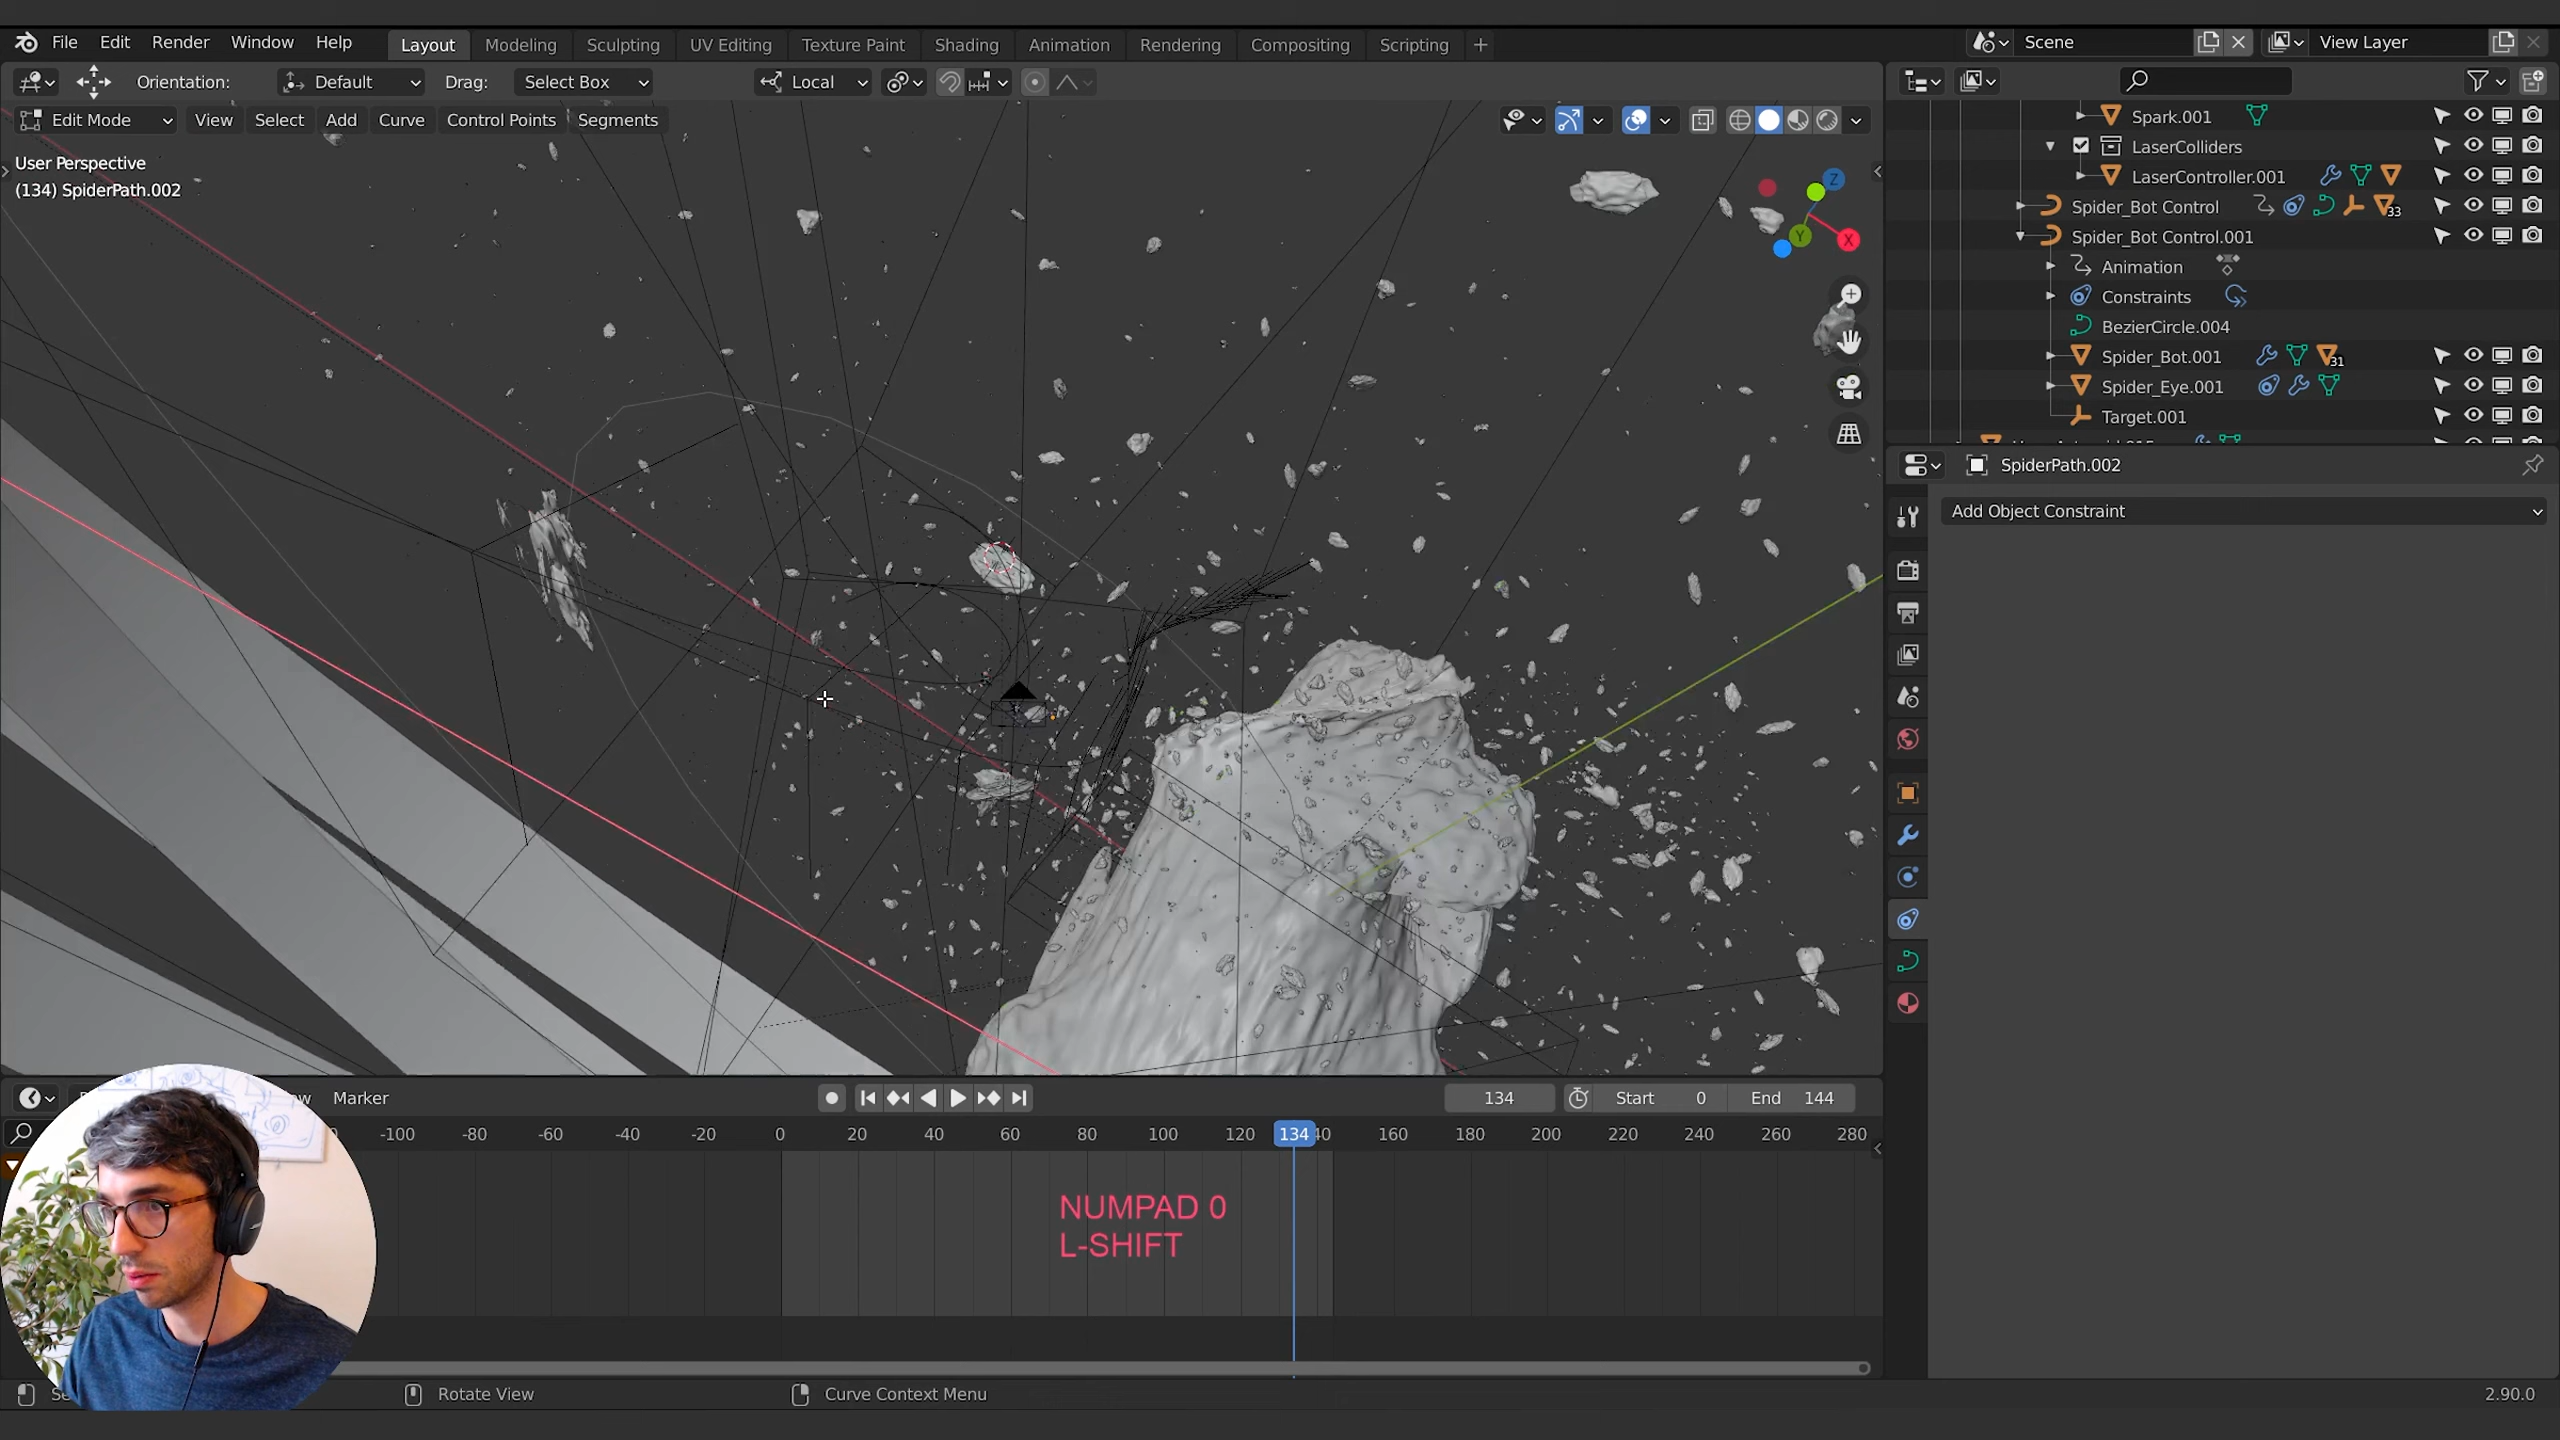 File Edit Render Window Help Layout Modeling Sculpting UV Editing Texture Paint Shading Animation Rendering Compositing Scripting + Scene View Layer
Orientation: Default Drag: Select Box Local
Edit Mode View Select Add Curve Control Points Segments
User Perspective
(134) SpiderPath.002
Z
Y
X
Spark.001
LaserColliders
LaserController.001
Spider_Bot Control 33
Spider_Bot Control.001
Animation
Constraints
BezierCircle.004
Spider_Bot.001 31
Spider_Eye.001
Target.001
SpiderPath.002
Add Object Constraint
Marker 134 Start 0 End 144
-100 -80 -60 -40 -20 0 20 40 60 80 100 120 134 160 180 200 220 240 260 280
NUMPAD 0
L-SHIFT
Rotate View Curve Context Menu 2.90.0